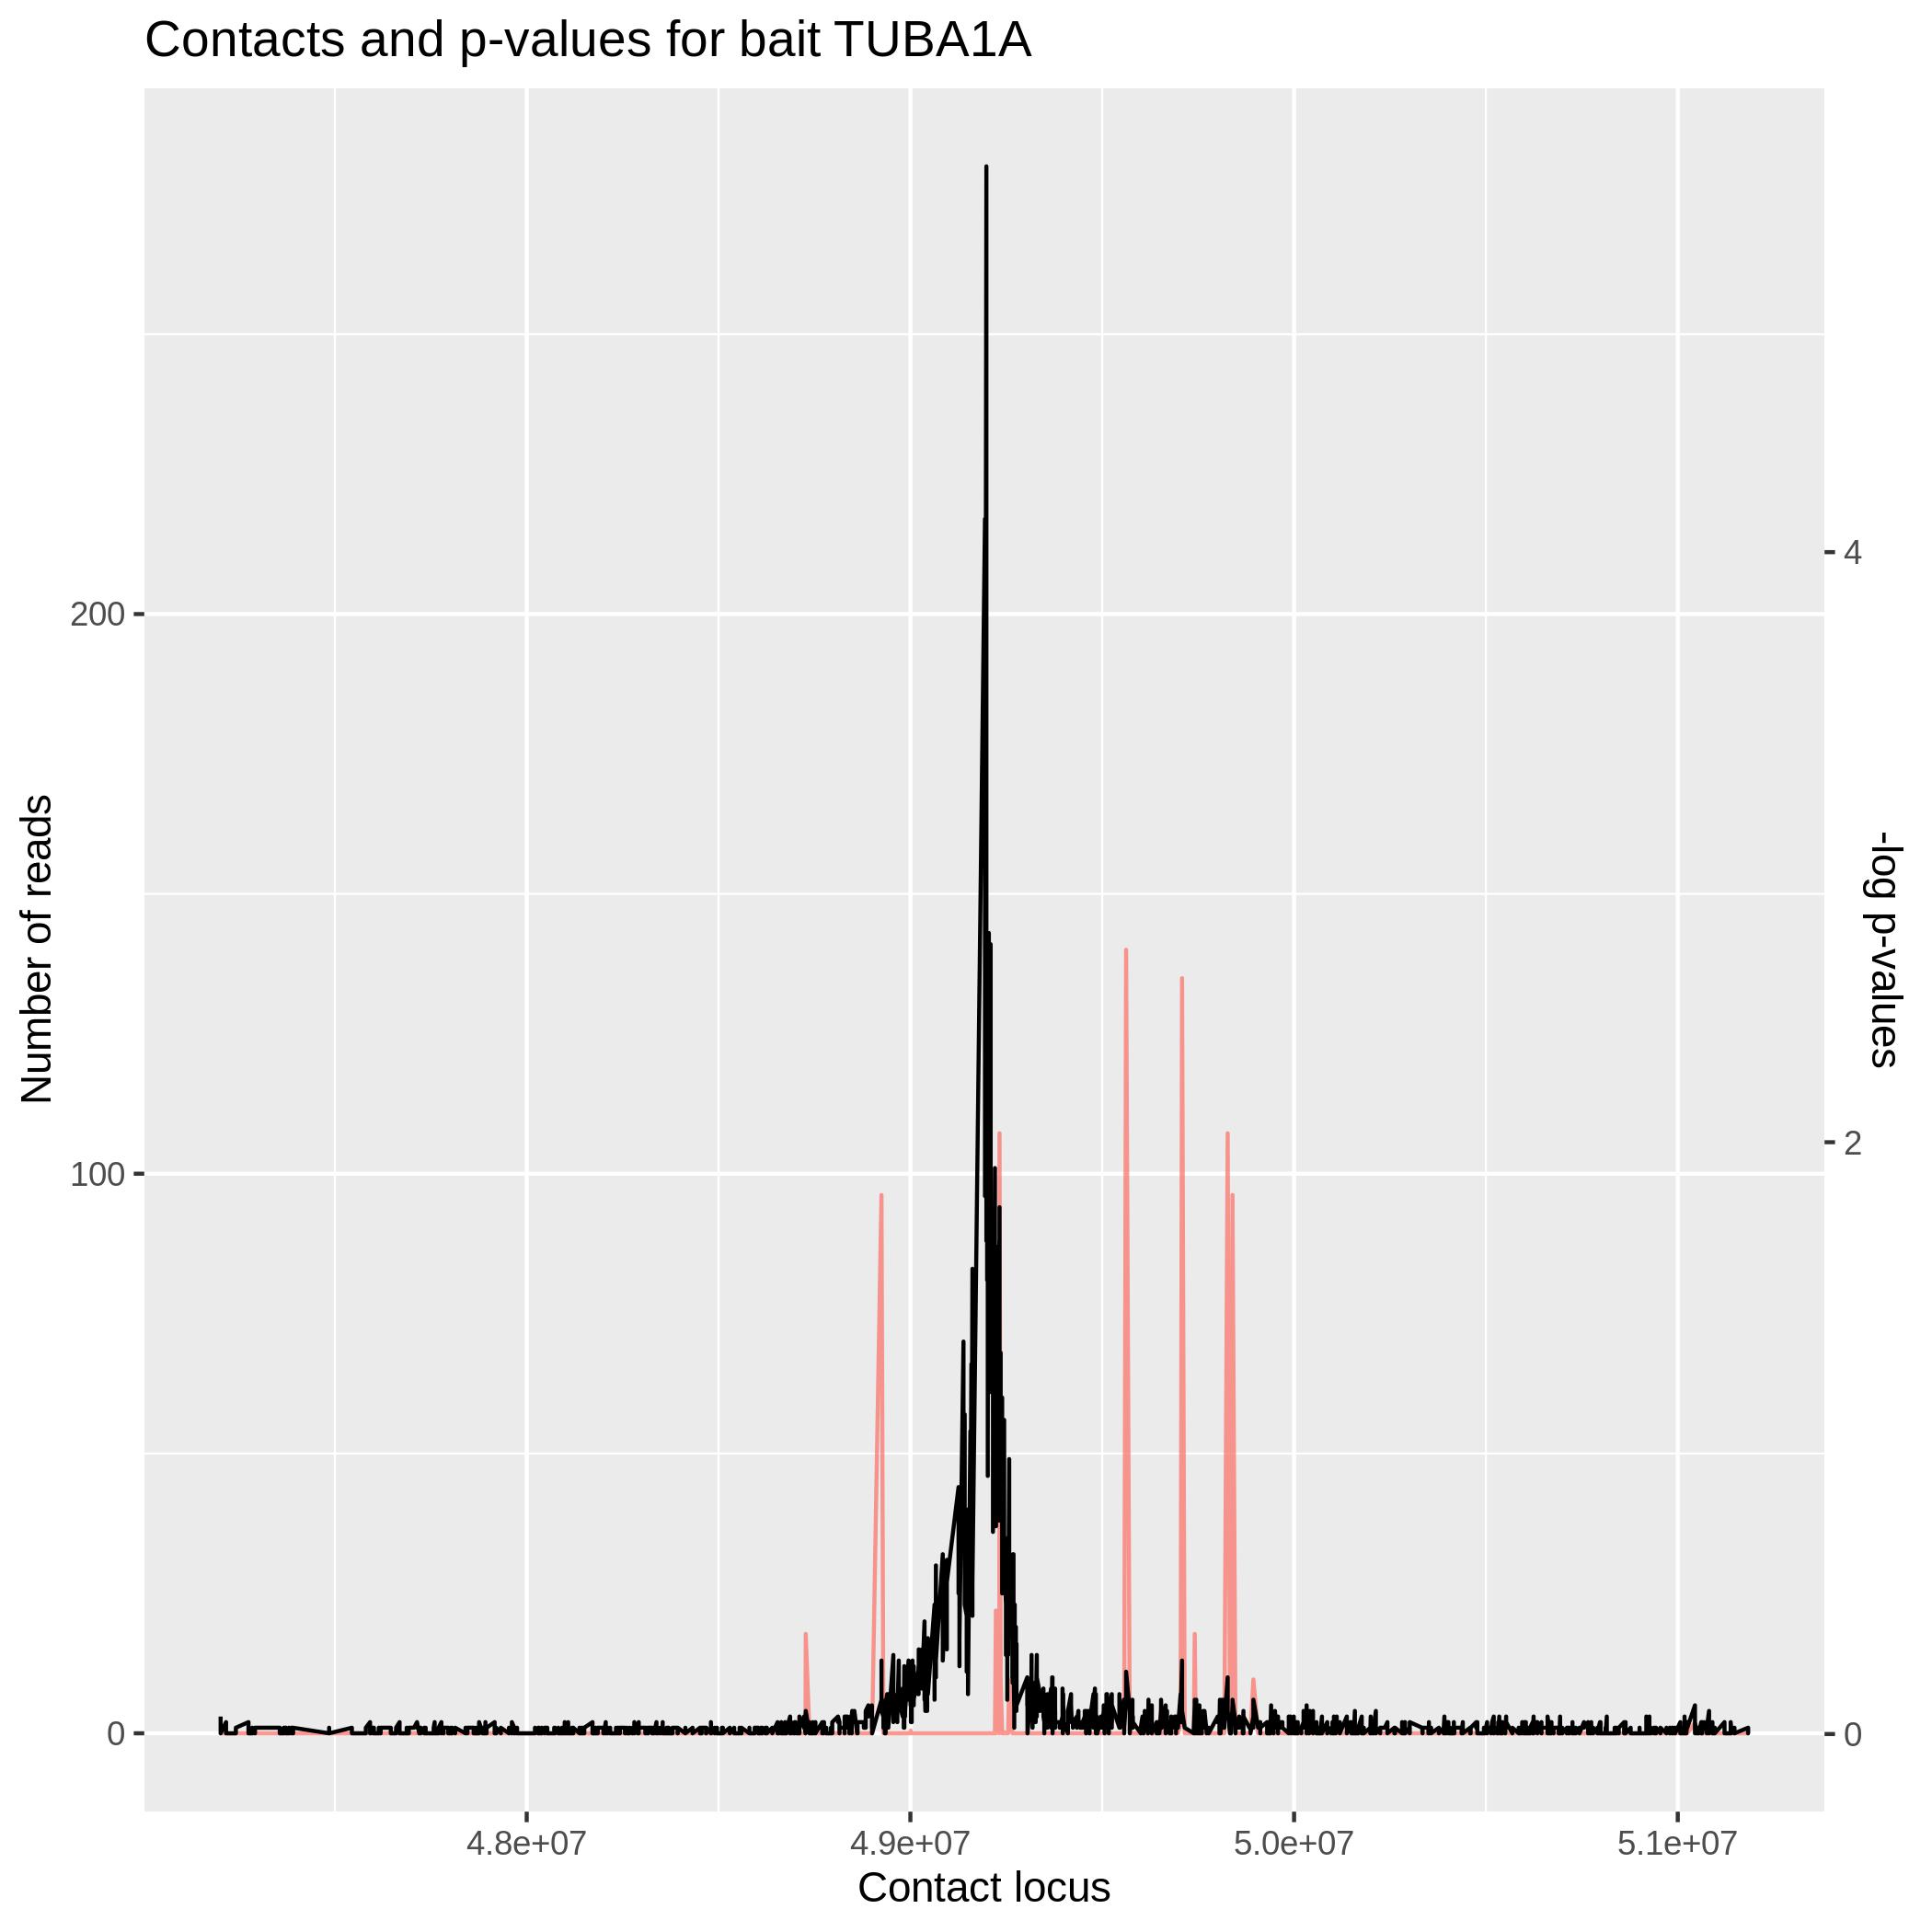 Contacts and p-values for bait TUBA1A
Number of reads
200
100
0
4
2
0
-log p-values
4.8e+07
4.9e+07
5.0e+07
5.1e+07
Contact locus